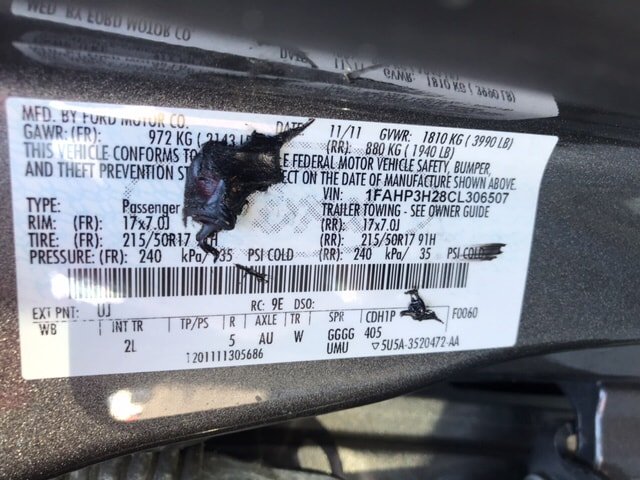 MFD. BY FORD MOTOR CO.
DATE: 11/11 GVWR: 1810 KG (3990 LB)
GAWR: (FR): 972 KG (2143 LB (RR): 880 KG (1940 LB)
THIS VEHICLE CONFORMS TO FEDERAL MOTOR VEHICLE SAFETY, BUMPER,
AND THEFT PREVENTION ON THE DATE OF MANUFACTURE SHOWN ABOVE.
VIN: 1FAHP3H28CL306507
TYPE: Passenger TRAILER TOWING - SEE OWNER GUIDE
RIM: (FR): 17x7.0J (RR): 17x7.0J
TIRE: (FR): 215/50R17 91H (RR): 215/50R17 91H
PRESSURE: (FR): 240 kPa/ 35 PSI COLD (RR): 240 kPa/ 35 PSI COLD
EXT PNT: UJ RC: 9E DSO: F0060
WB INT TR TP/PS R AXLE TR SPR CDH1P
2L 5 AU W GGGG 405
1201111305686 UMU ▽5U5A-3520472-AA